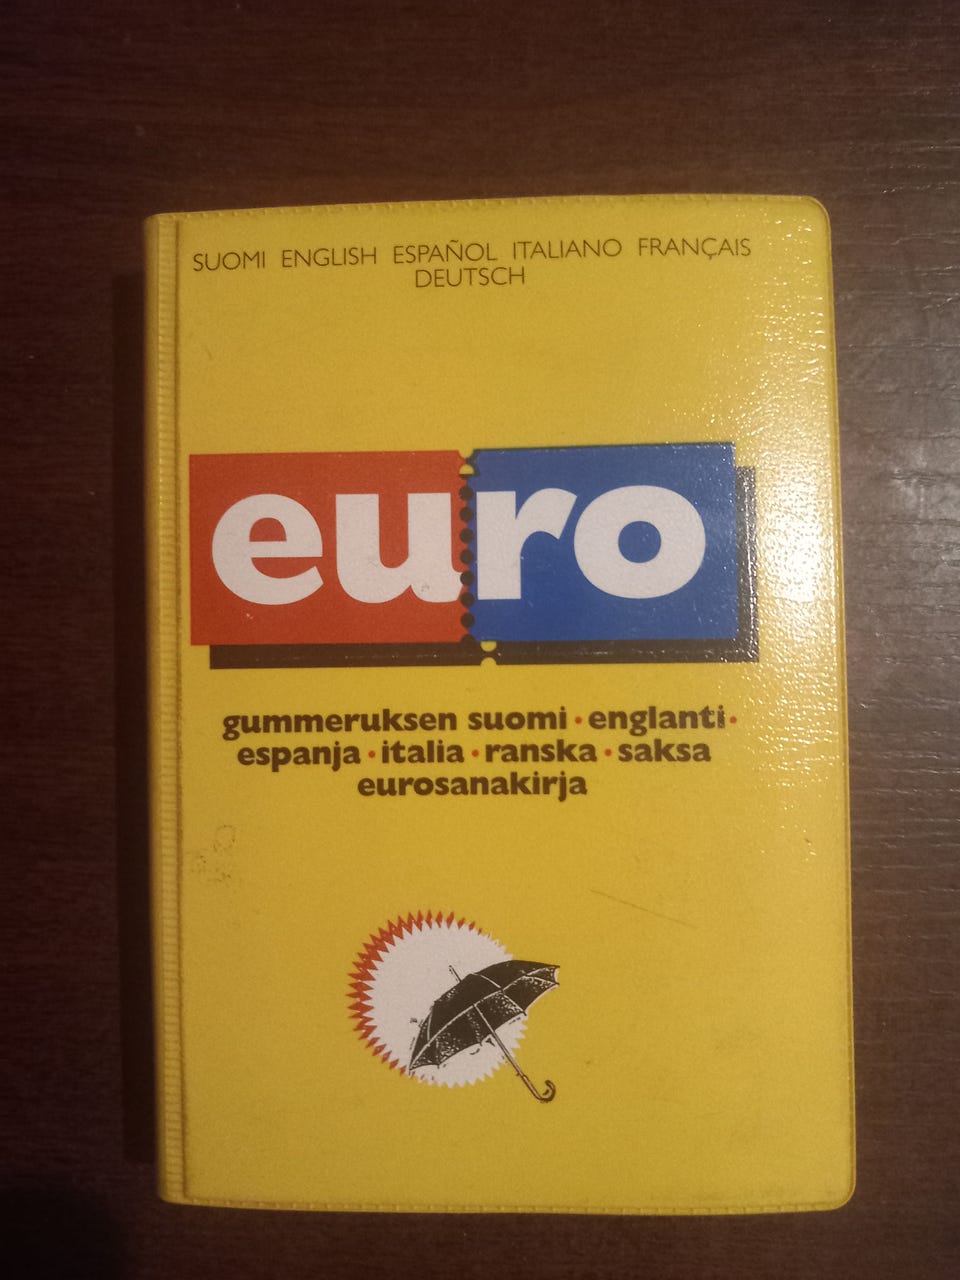 SUOMI ENGLISH ESPAÑOL ITALIANO FRANÇAIS
DEUTSCH
euro
gummeruksen suomi • englanti •
espanja • italia • ranska • saksa
eurosanakirja